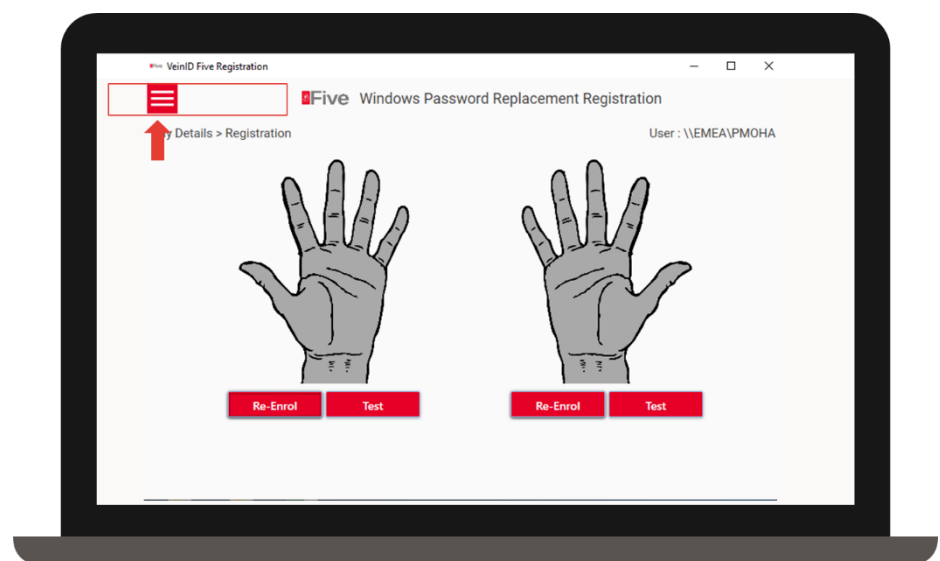 VeinID Five Registration
Five Windows Password Replacement Registration
Details > Registration
User : \\EMEA\PMOHA
Re-Enrol Test Re-Enrol Test